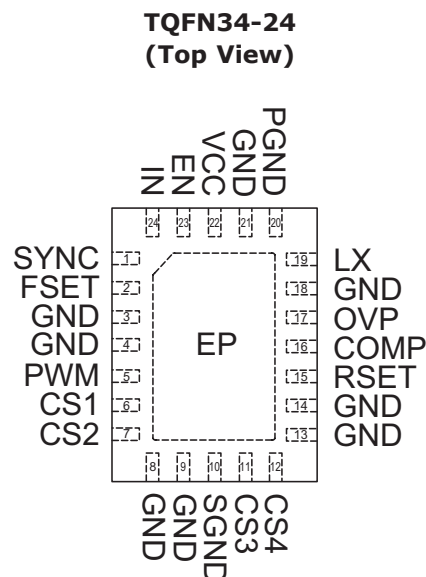 TQFN34-24
(Top View)
IN
EN
VCC
GND
PGND
24
23
22
21
20
SYNC
1
FSET
2
GND
3
GND
4
PWM
5
CS1
6
CS2
7
EP
19
LX
18
GND
17
OVP
16
COMP
15
RSET
14
GND
13
GND
8
9
10
11
12
GND
GND
SGND
CS3
CS4